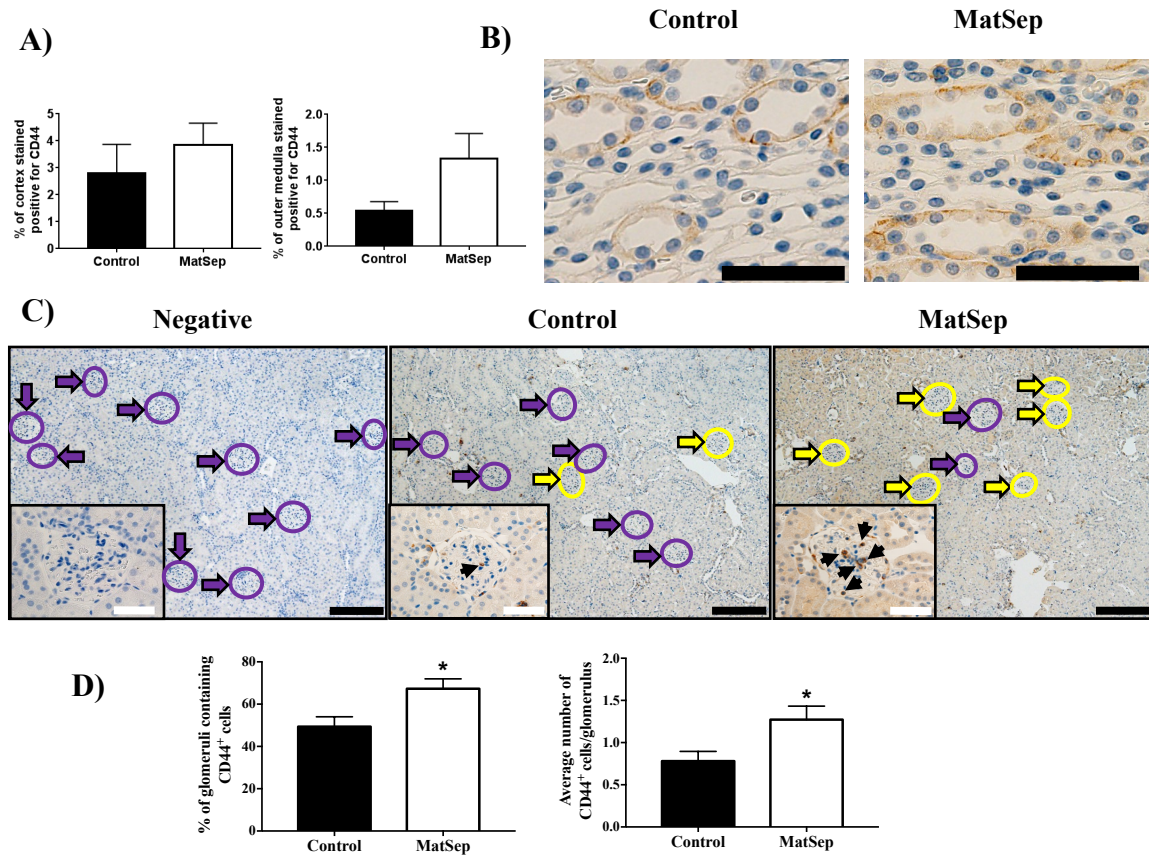 A)
% of cortex stained
positive for CD44
5
4
3
2
1
0
Control
MatSep
% of outer medulla stained
positive for CD44
2.0
1.5
1.0
0.5
0.0
Control
MatSep
B)
Control
MatSep
C)
Negative
Control
MatSep
D)
% of glomeruli containing
CD44+ cells
80
60
40
20
0
*
Control
MatSep
Average number of
CD44+ cells/glomerulus
2.0
1.5
1.0
0.5
0.0
*
Control
MatSep